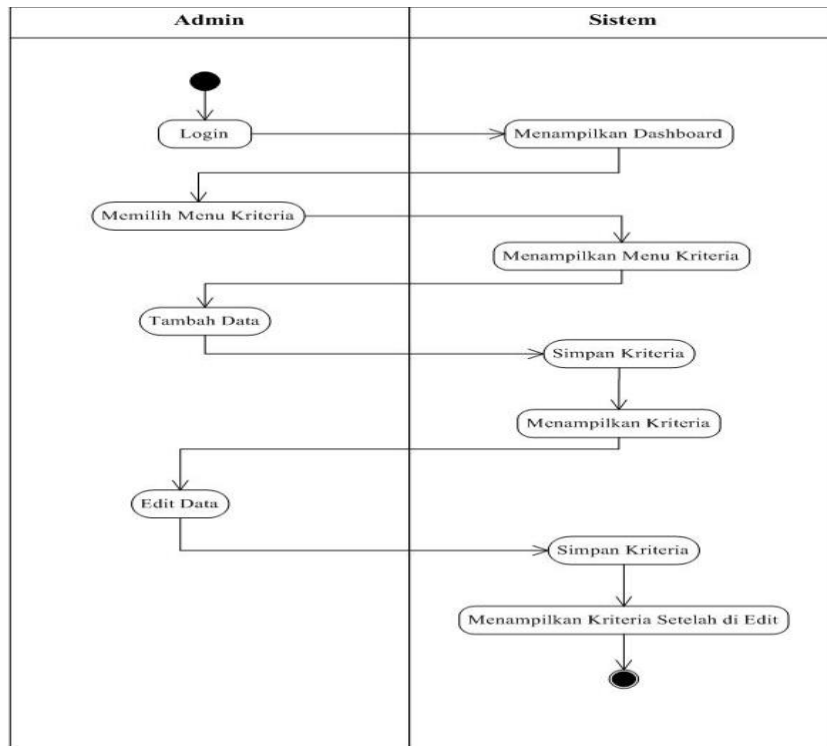 Admin
Sistem
Login
Menampilkan Dashboard
Memilih Menu Kriteria
Menampilkan Menu Kriteria
Tambah Data
Simpan Kriteria
Menampilkan Kriteria
Edit Data
Simpan Kriteria
Menampilkan Kriteria Setelah di Edit